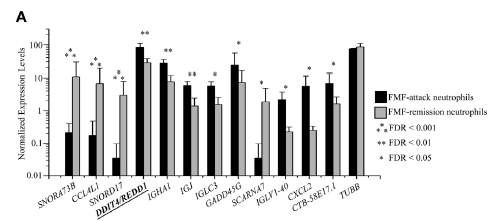 A
Normalized Expression Levels
100
10
1
0.1
0.01
* * *
* * *
* * *
**
**
**
*
*
*
*
*
*
SNORA73B
CCL4L1
SNORD17
DDIT4/REDD1
IGHA1
IGJ
IGLC3
GADD45G
SCARNA7
IGLV1-40
CXCL2
CTB-58E17.1
TUBB
FMF-attack neutrophils
FMF-remission neutrophils
* * * FDR < 0.001
** FDR < 0.01
* FDR < 0.05